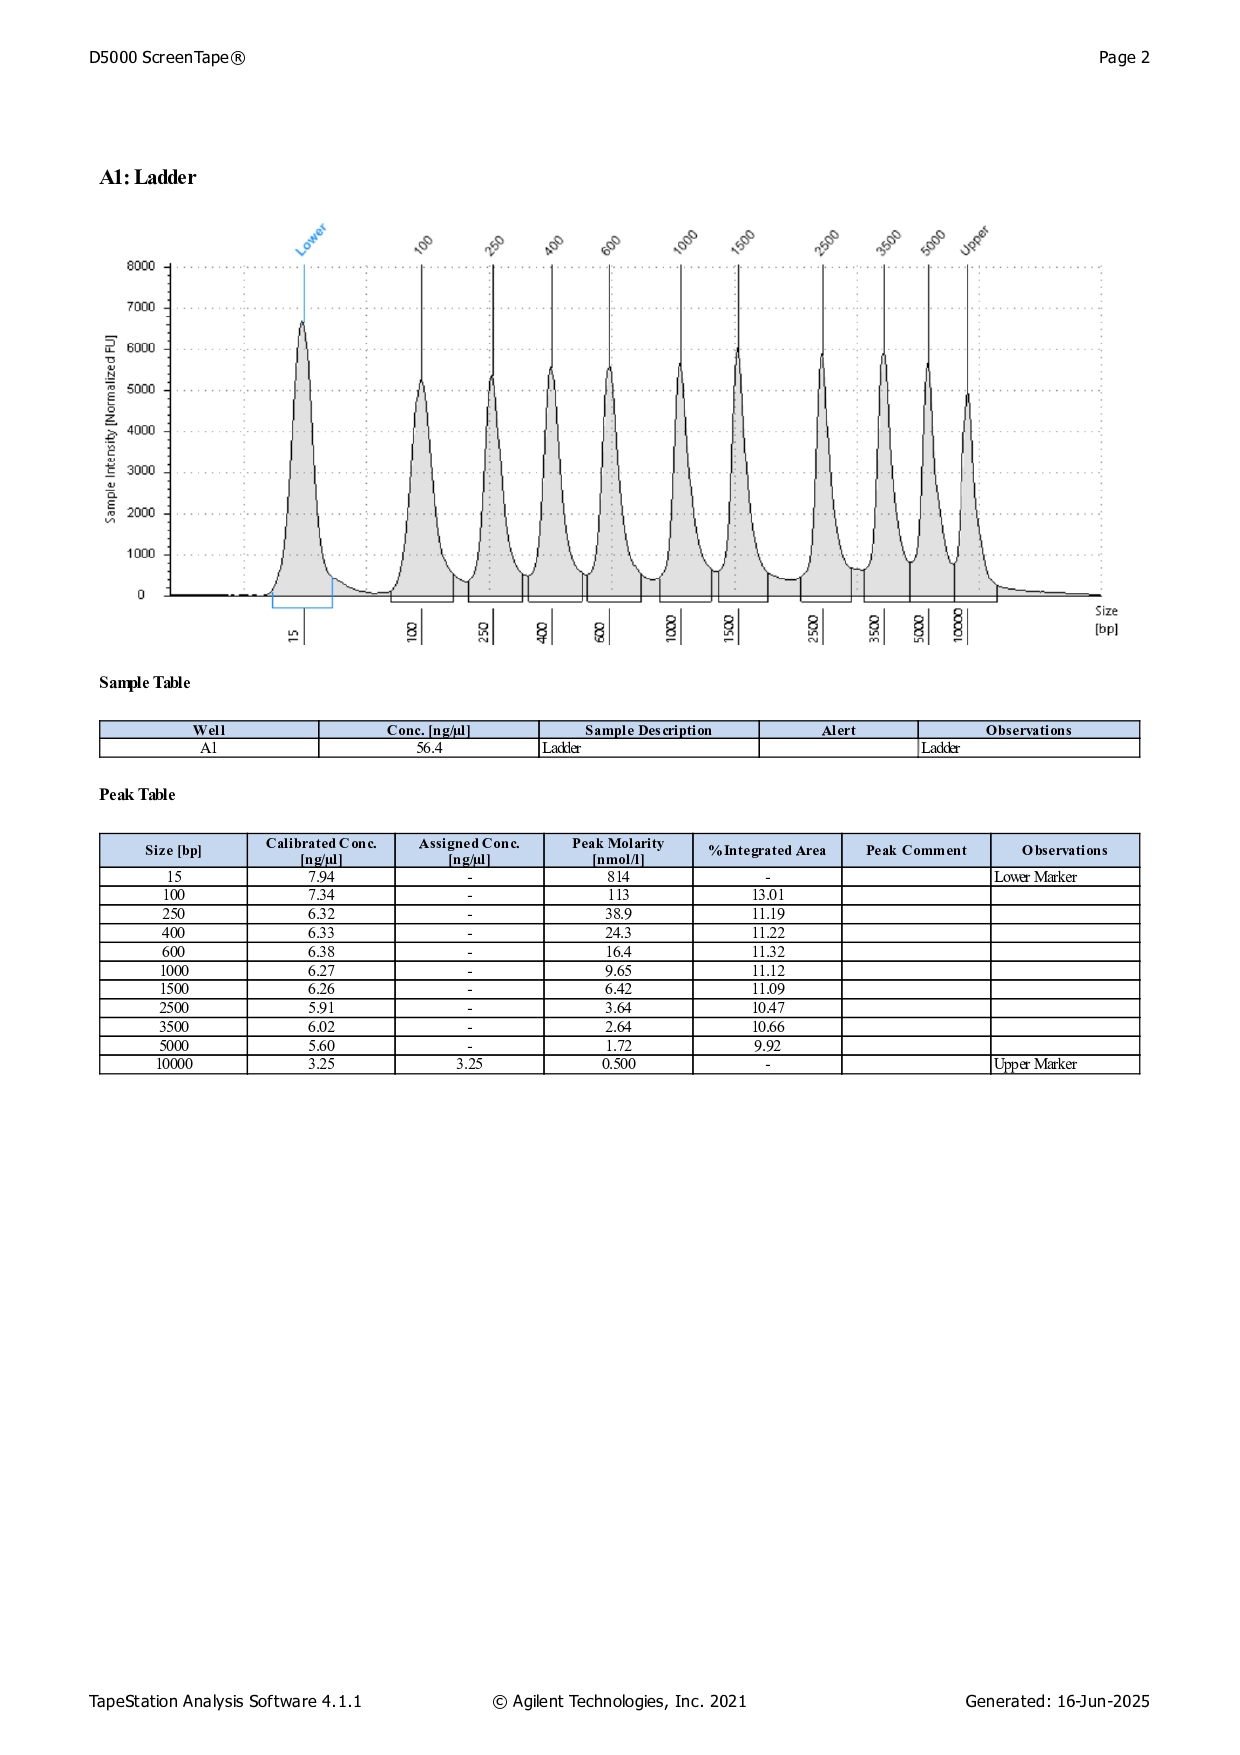 D5000 ScreenTape® Page 2
A1: Ladder
Lower 100 250 400 600 1000 1500 2500 3500 5000 Upper
8000
7000
6000
5000
4000
3000
2000
1000
0
Sample Intensity [Normalized FU]
Size
[bp]
15 100 250 400 600 1000 1500 2500 3500 5000 10000
Sample Table
Well Conc. [ng/µl] Sample Description Alert Observations
A1 56.4 Ladder Ladder
Peak Table
Size [bp] Calibrated Conc. [ng/µl] Assigned Conc. [ng/µl] Peak Molarity [nmol/l] % Integrated Area Peak Comment Observations
15 7.94 - 814 - Lower Marker
100 7.34 - 113 13.01
250 6.32 - 38.9 11.19
400 6.33 - 24.3 11.22
600 6.38 - 16.4 11.32
1000 6.27 - 9.65 11.12
1500 6.26 - 6.42 11.09
2500 5.91 - 3.64 10.47
3500 6.02 - 2.64 10.66
5000 5.60 - 1.72 9.92
10000 3.25 3.25 0.500 - Upper Marker
TapeStation Analysis Software 4.1.1 © Agilent Technologies, Inc. 2021 Generated: 16-Jun-2025